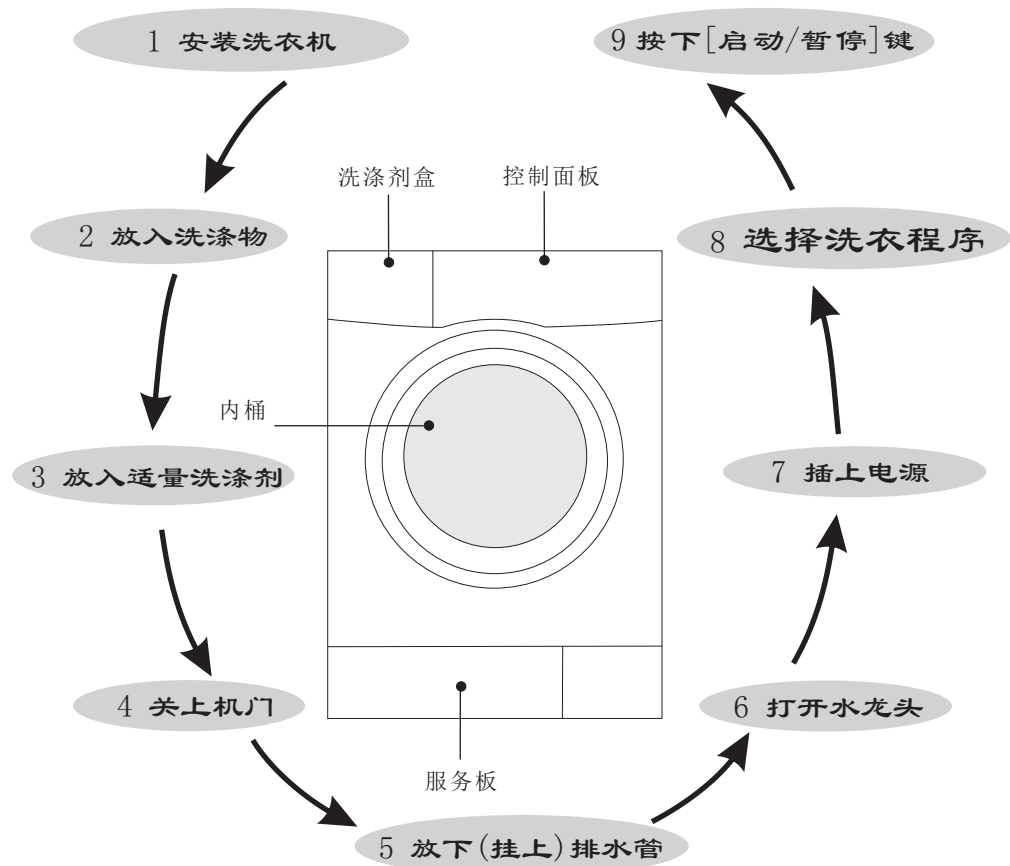 1 安装洗衣机
9 按下[启动/暂停]键
洗涤剂盒
控制面板
2 放入洗涤物
8 选择洗衣程序
内桶
3 放入适量洗涤剂
7 插上电源
4 关上机门
6 打开水龙头
服务板
5 放下(挂上)排水管